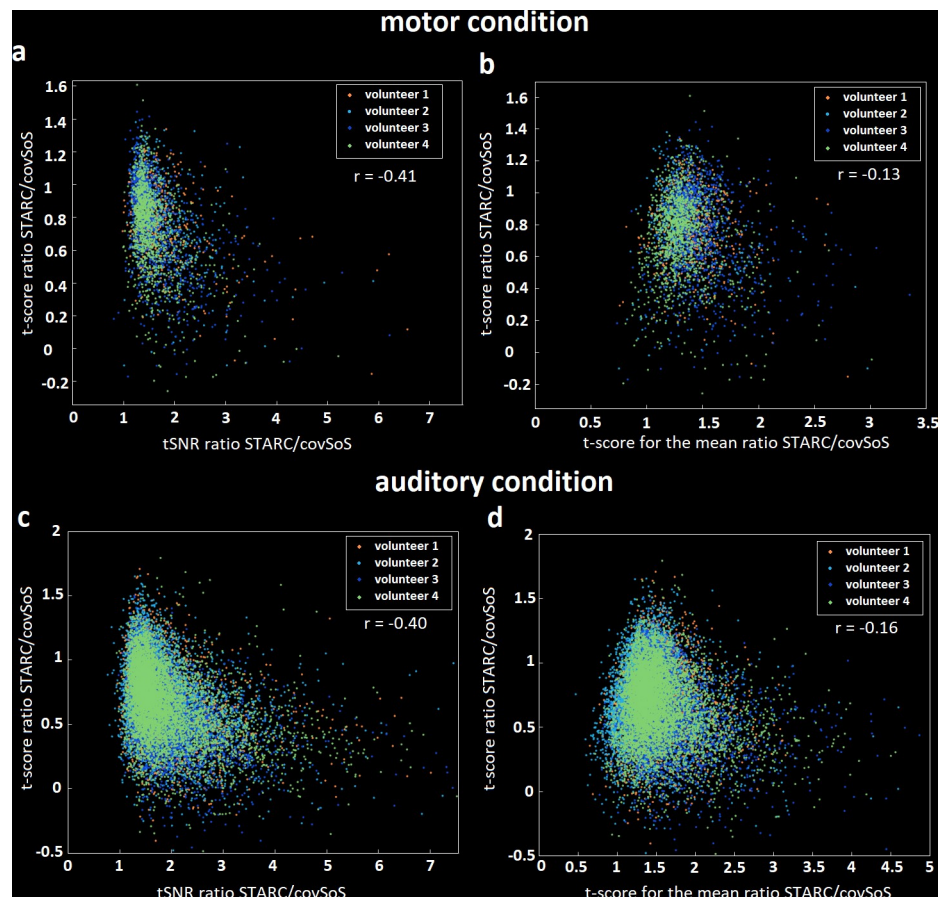 motor condition
a
t-score ratio STARC/covSoS
1.6
1.4
1.2
1
0.8
0.6
0.4
0.2
0
-0.2
0 1 2 3 4 5 6 7
tSNR ratio STARC/covSoS
volunteer 1
volunteer 2
volunteer 3
volunteer 4
r = -0.41
b
t-score ratio STARC/covSoS
1.6
1.4
1.2
1
0.8
0.6
0.4
0.2
0
-0.2
0 0.5 1 1.5 2 2.5 3 3.5
t-score for the mean ratio STARC/covSoS
volunteer 1
volunteer 2
volunteer 3
volunteer 4
r = -0.13
auditory condition
c
t-score ratio STARC/covSoS
2
1.5
1
0.5
0
-0.5
0 1 2 3 4 5 6 7
tSNR ratio STARC/covSoS
volunteer 1
volunteer 2
volunteer 3
volunteer 4
r = -0.40
d
t-score ratio STARC/covSoS
2
1.5
1
0.5
0
-0.5
0 0.5 1 1.5 2 2.5 3 3.5 4 4.5 5
t-score for the mean ratio STARC/covSoS
volunteer 1
volunteer 2
volunteer 3
volunteer 4
r = -0.16